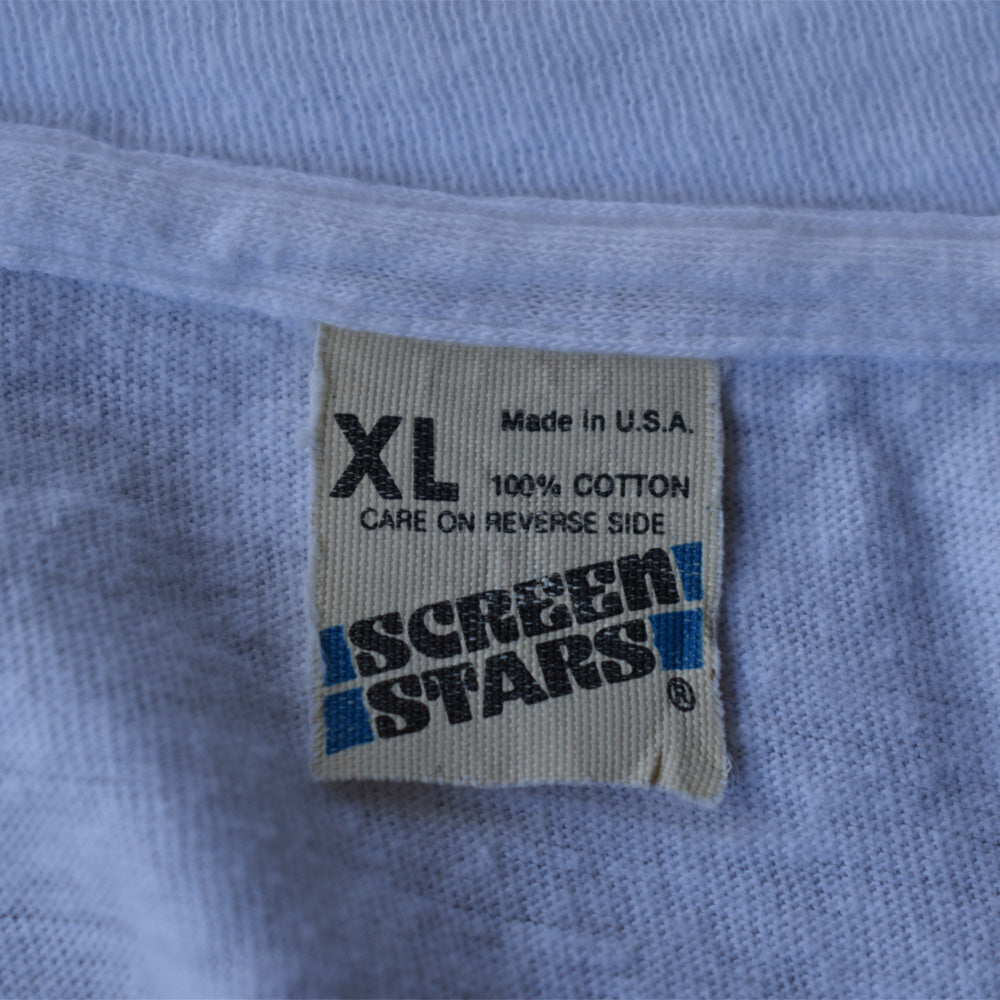 XL Made in U.S.A.
100% COTTON
CARE ON REVERSE SIDE
SCREEN
STARS
®